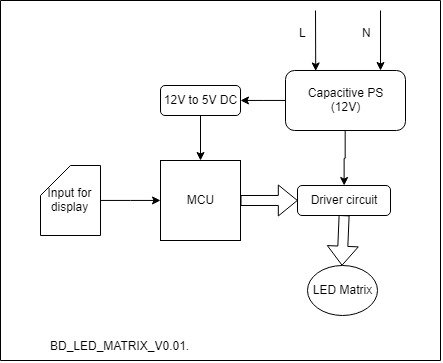 L
N
Capacitive PS
(12V)
12V to 5V DC
Input for
display
MCU
Driver circuit
LED Matrix
BD_LED_MATRIX_V0.01.